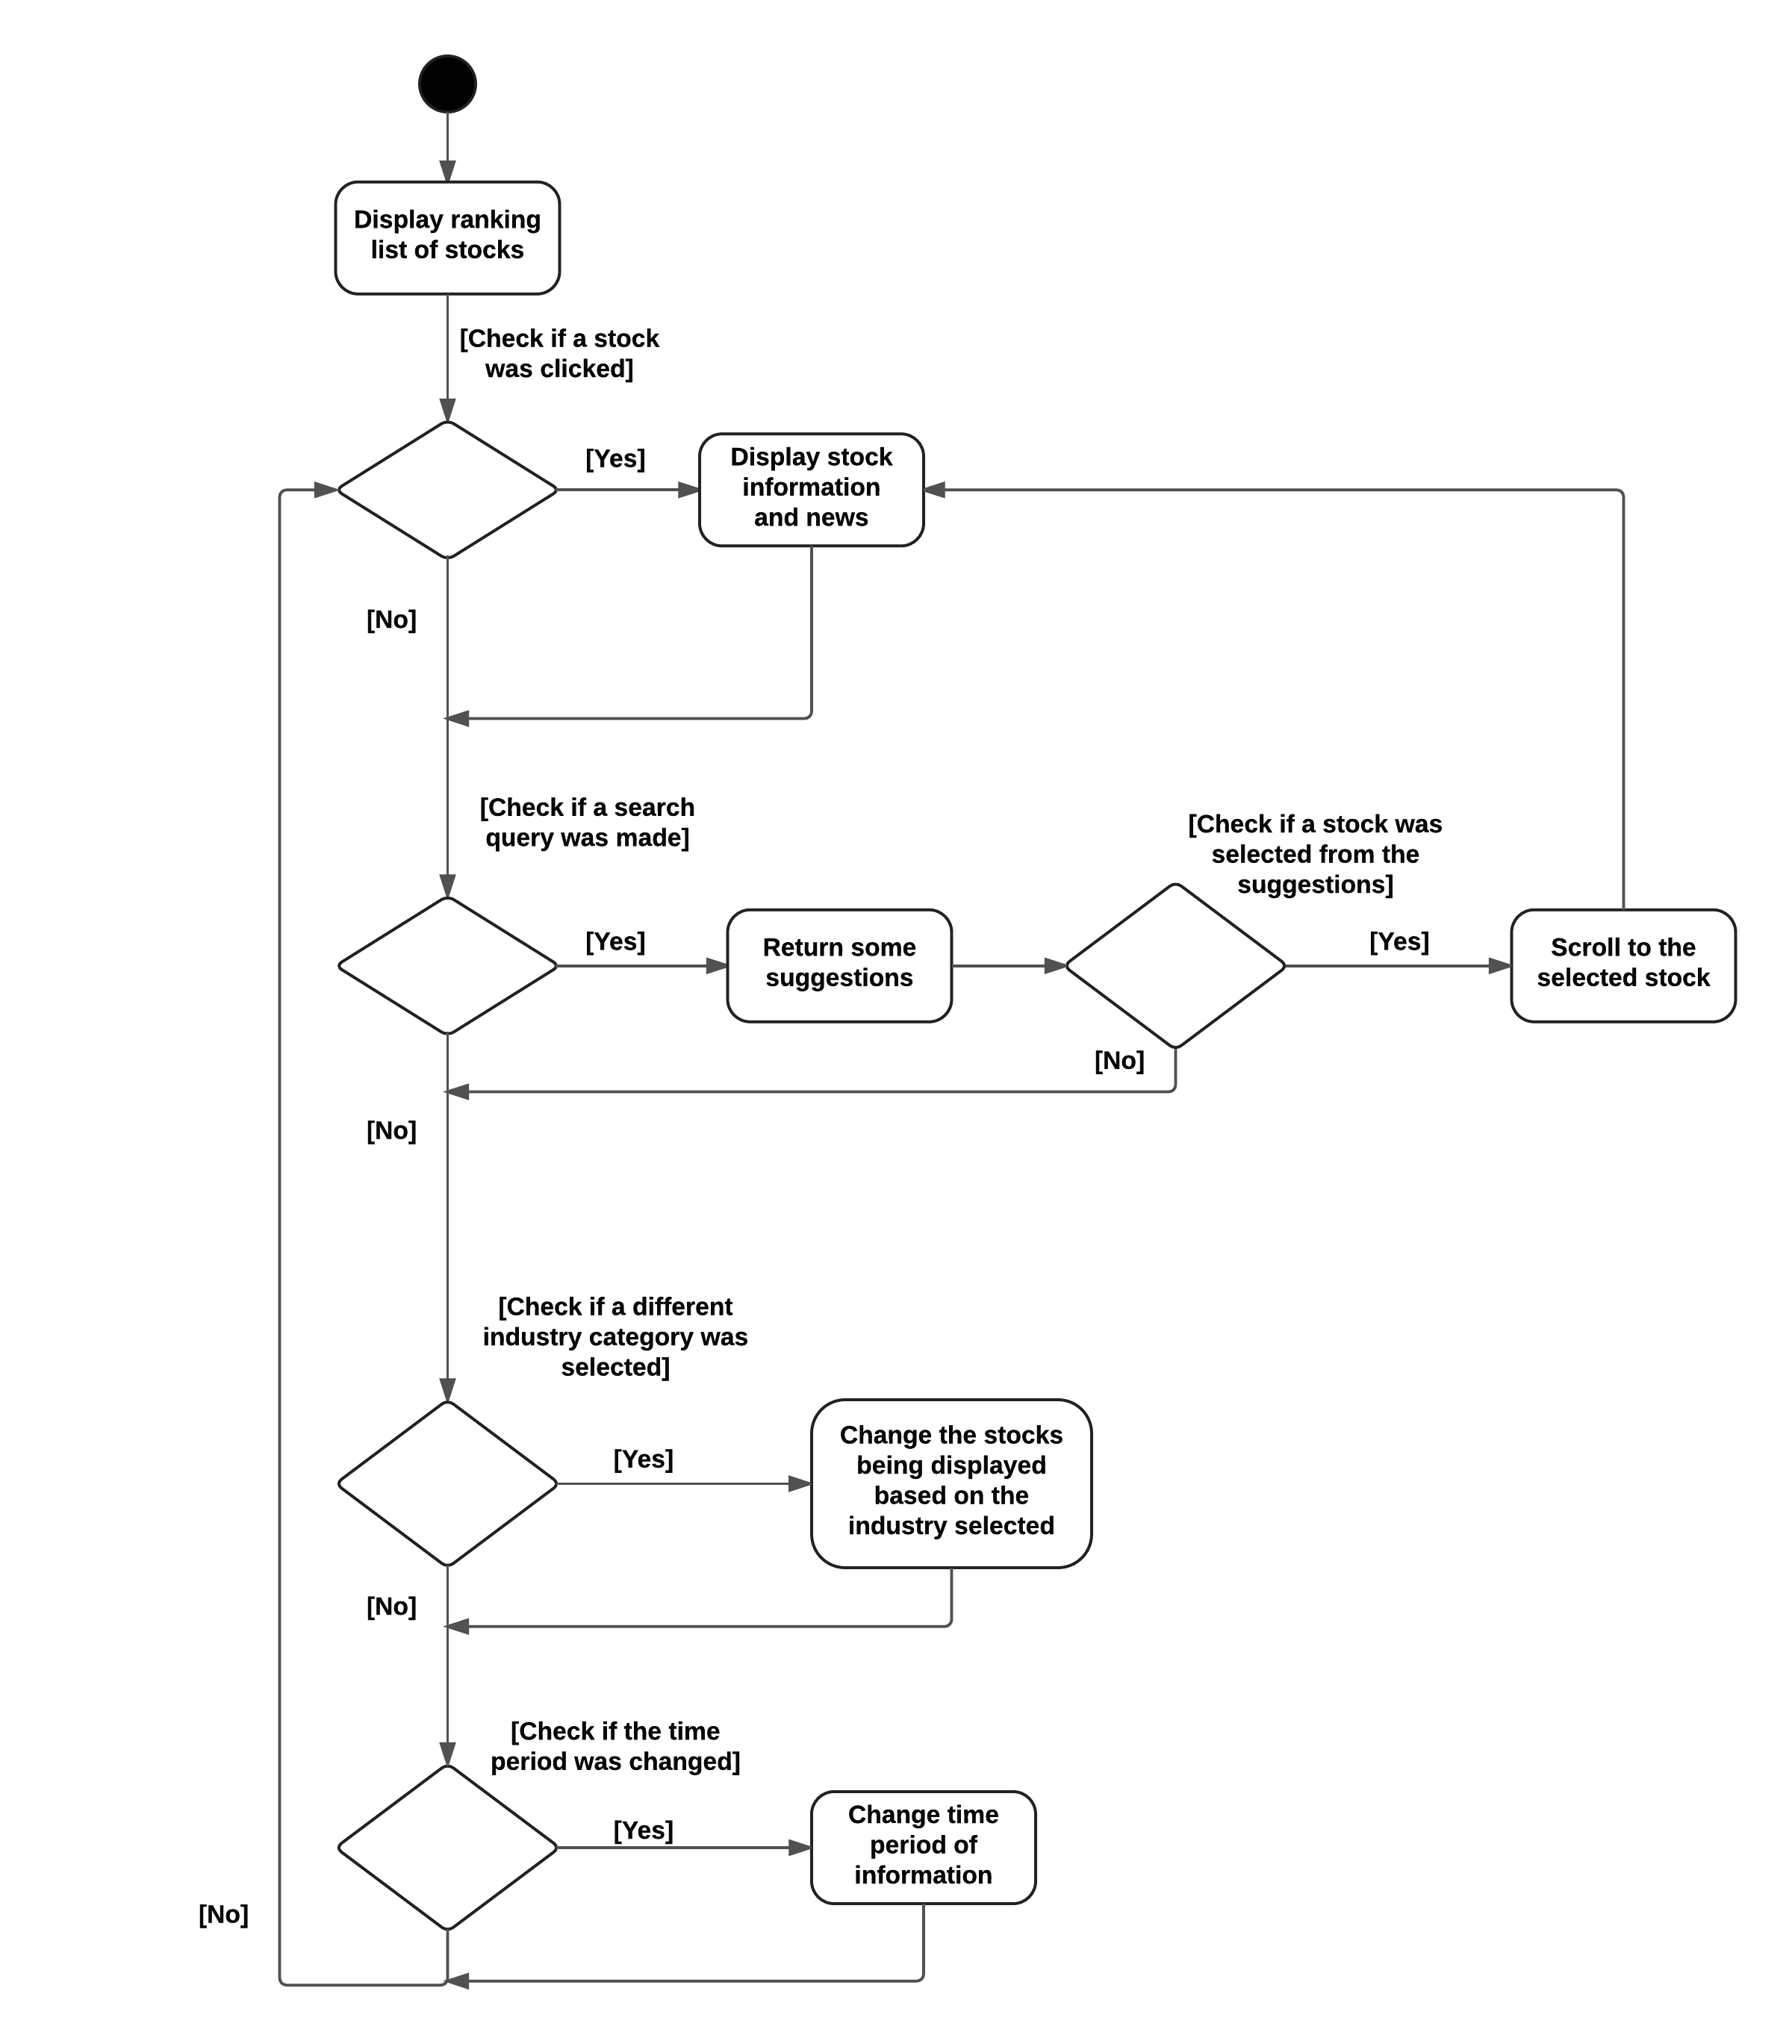 Display ranking
list of stocks
[Check if a stock
was clicked]
[Yes]
Display stock
information
and news
[No]
[Check if a search
query was made]
[Check if a stock was
selected from the
suggestions]
[Yes]
Return some
suggestions
[Yes]
Scroll to the
selected stock
[No]
[No]
[Check if a different
industry category was
selected]
[Yes]
Change the stocks
being displayed
based on the
industry selected
[No]
[Check if the time
period was changed]
[Yes]
Change time
period of
information
[No]